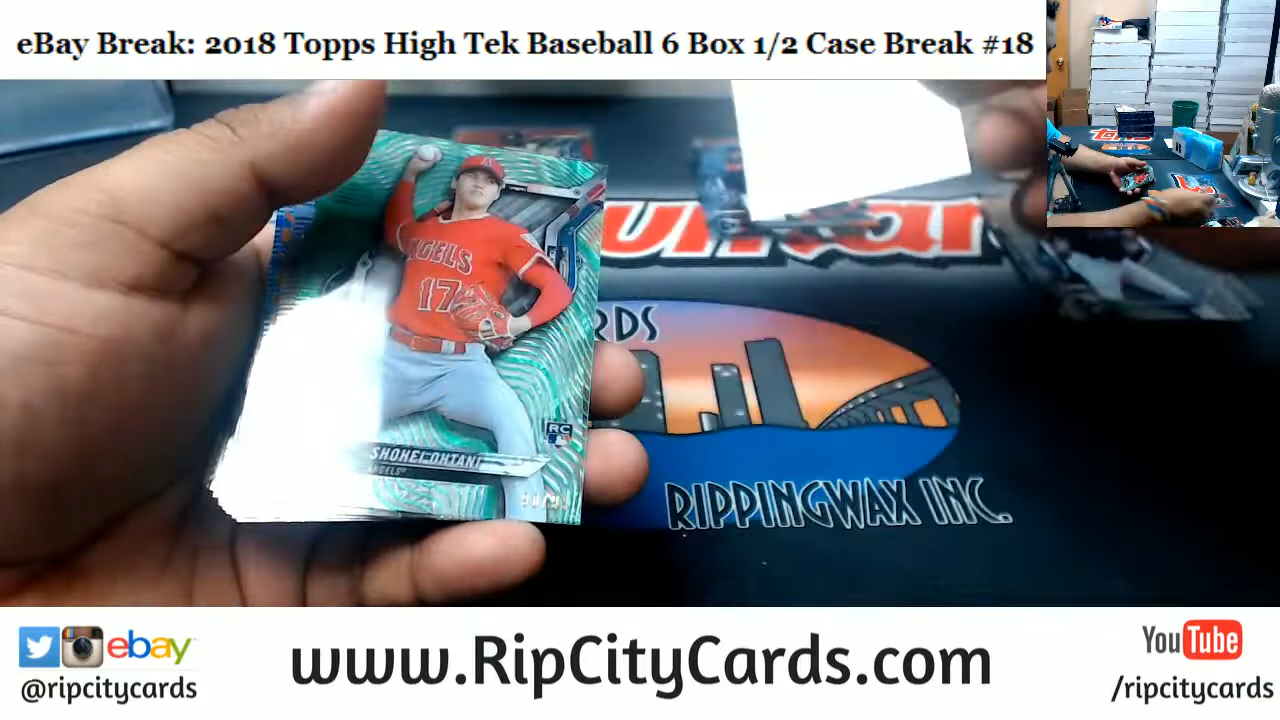 eBay Break: 2018 Topps High Tek Baseball 6 Box 1/2 Case Break #18
ANGELS
17
RC
SHOHEI OHTANI
ANGELS
RDS
RIPPINGWAX INC.
ebay
@ripcitycards
www.RipCityCards.com
YouTube
/ripcitycards